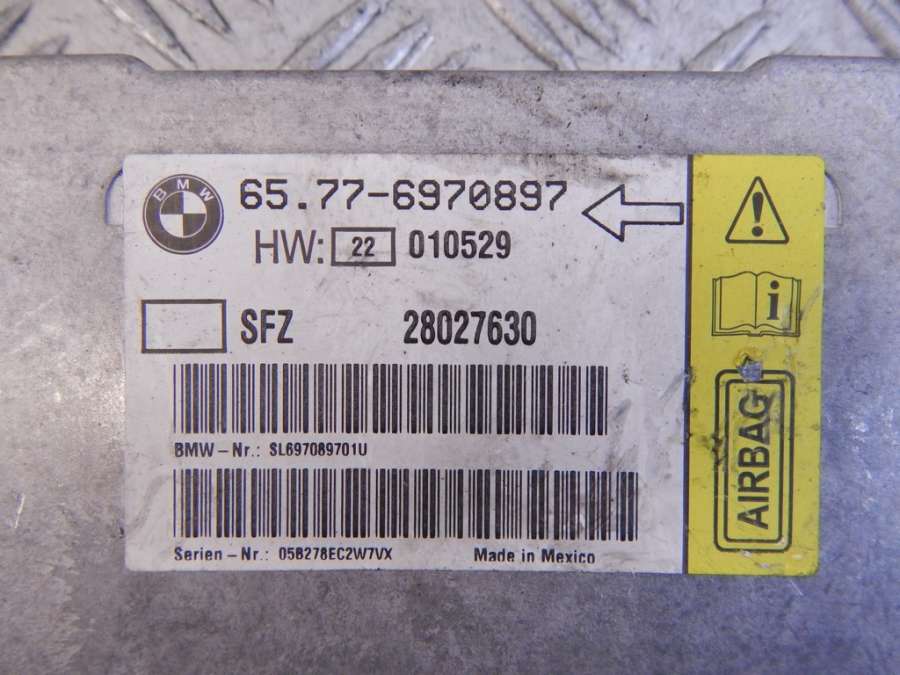 BMW
65.77-6970897
HW: 22 010529
SFZ 28027630
BMW-Nr.: SL697089701U
Serien-Nr.: 058278EC2W7VX Made in Mexico
i
AIRBAG